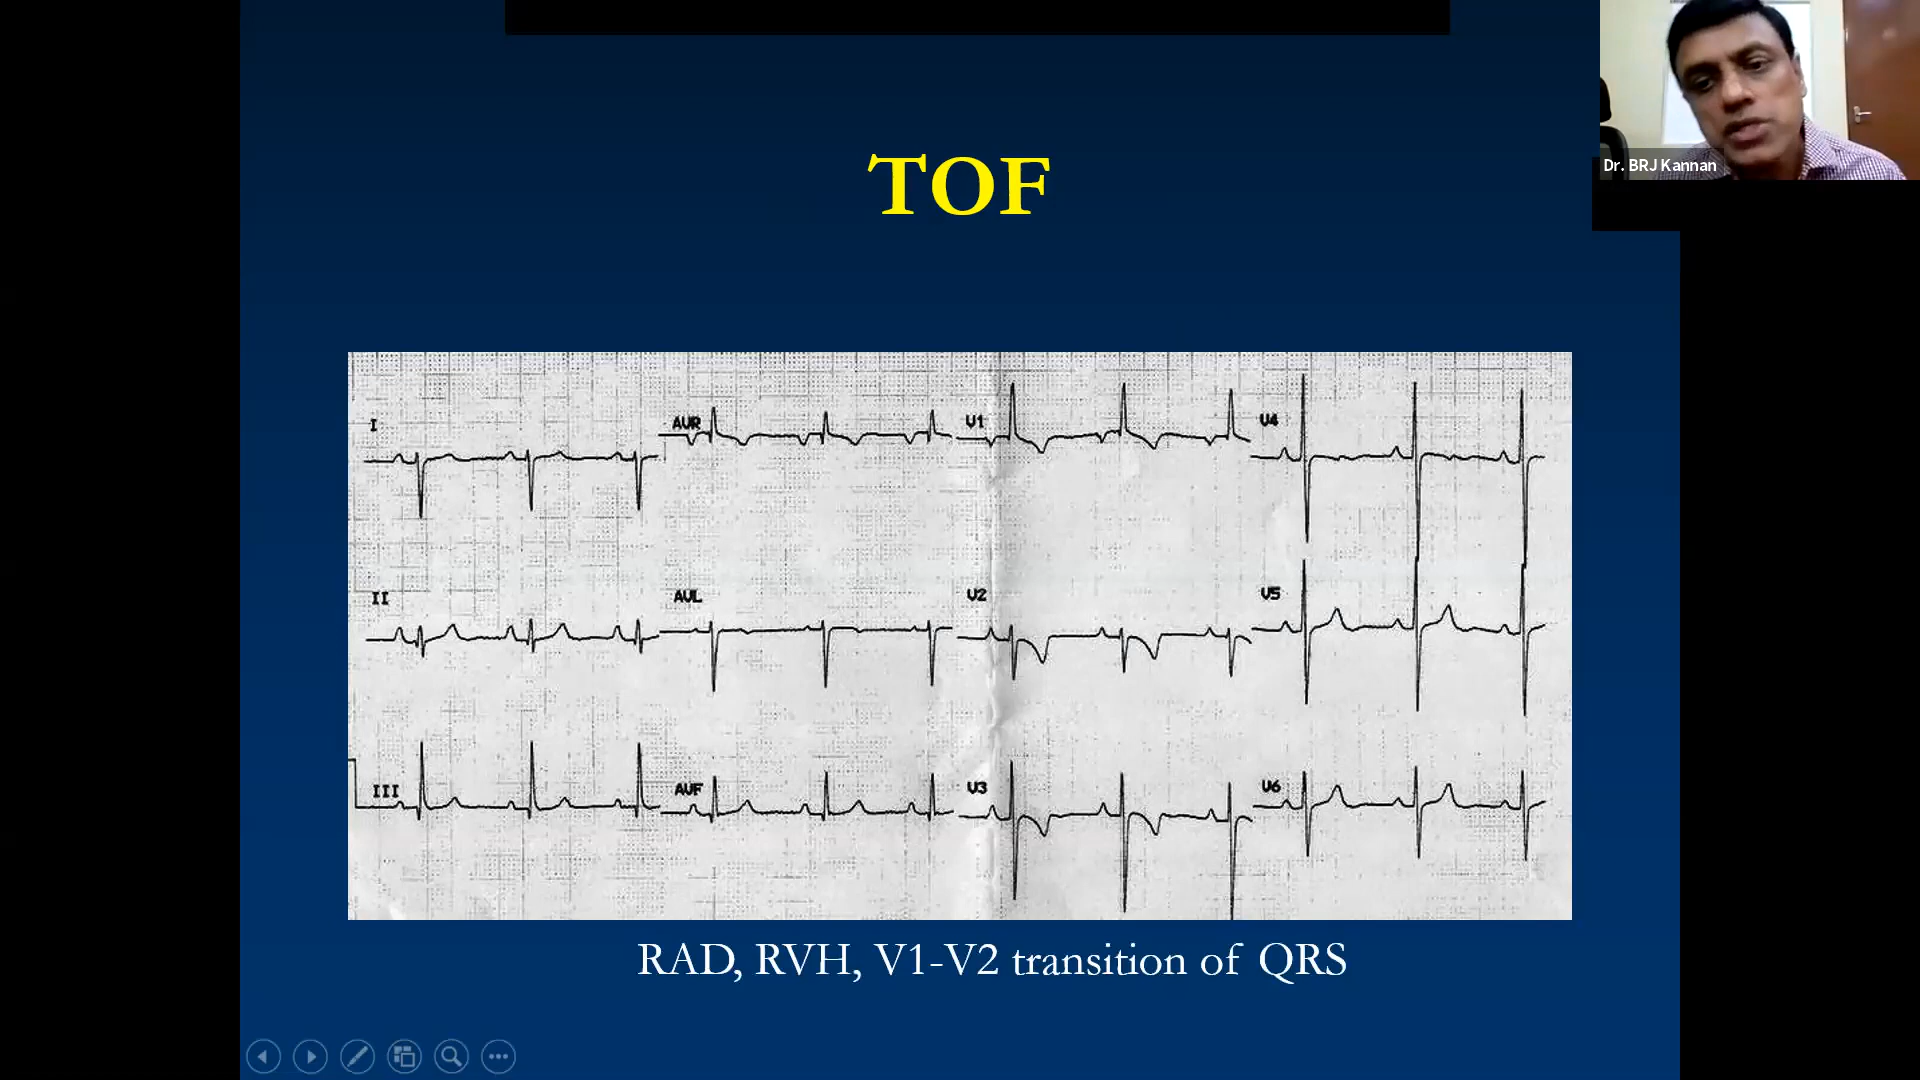 Dr. BRJ Kannan
TOF
I AVR V1 V4
II AVL V2 V5
III AVF V3 V6
RAD, RVH, V1-V2 transition of QRS